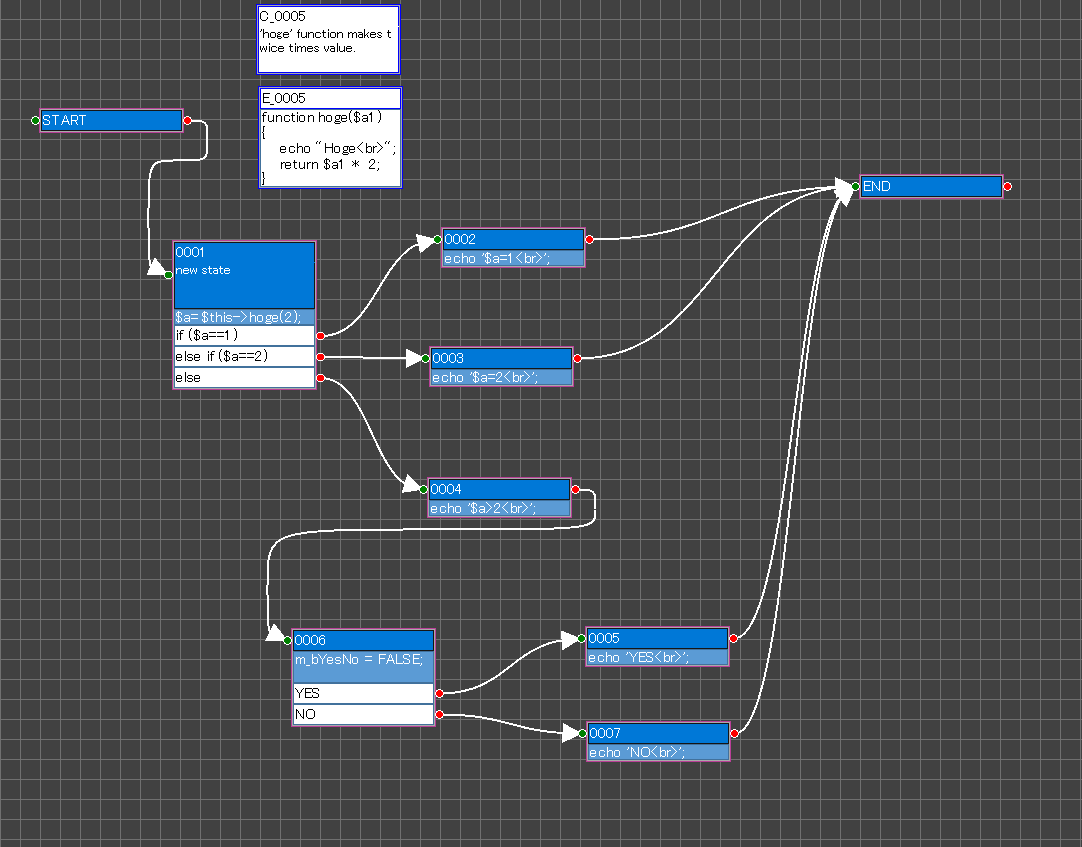 C_0005
'hoge' function makes t
wice times value.
E_0005
function hoge($a1)
{
echo "Hoge<br>";
return $a1 * 2;
}
START
END
0001
new state
$a=$this->hoge(2);
if ($a==1)
else if ($a==2)
else
0002
echo '$a=1<br>';
0003
echo '$a=2<br>';
0004
echo '$a>2<br>';
0006
m_bYesNo = FALSE;
YES
NO
0005
echo 'YES<br>';
0007
echo 'NO<br>';